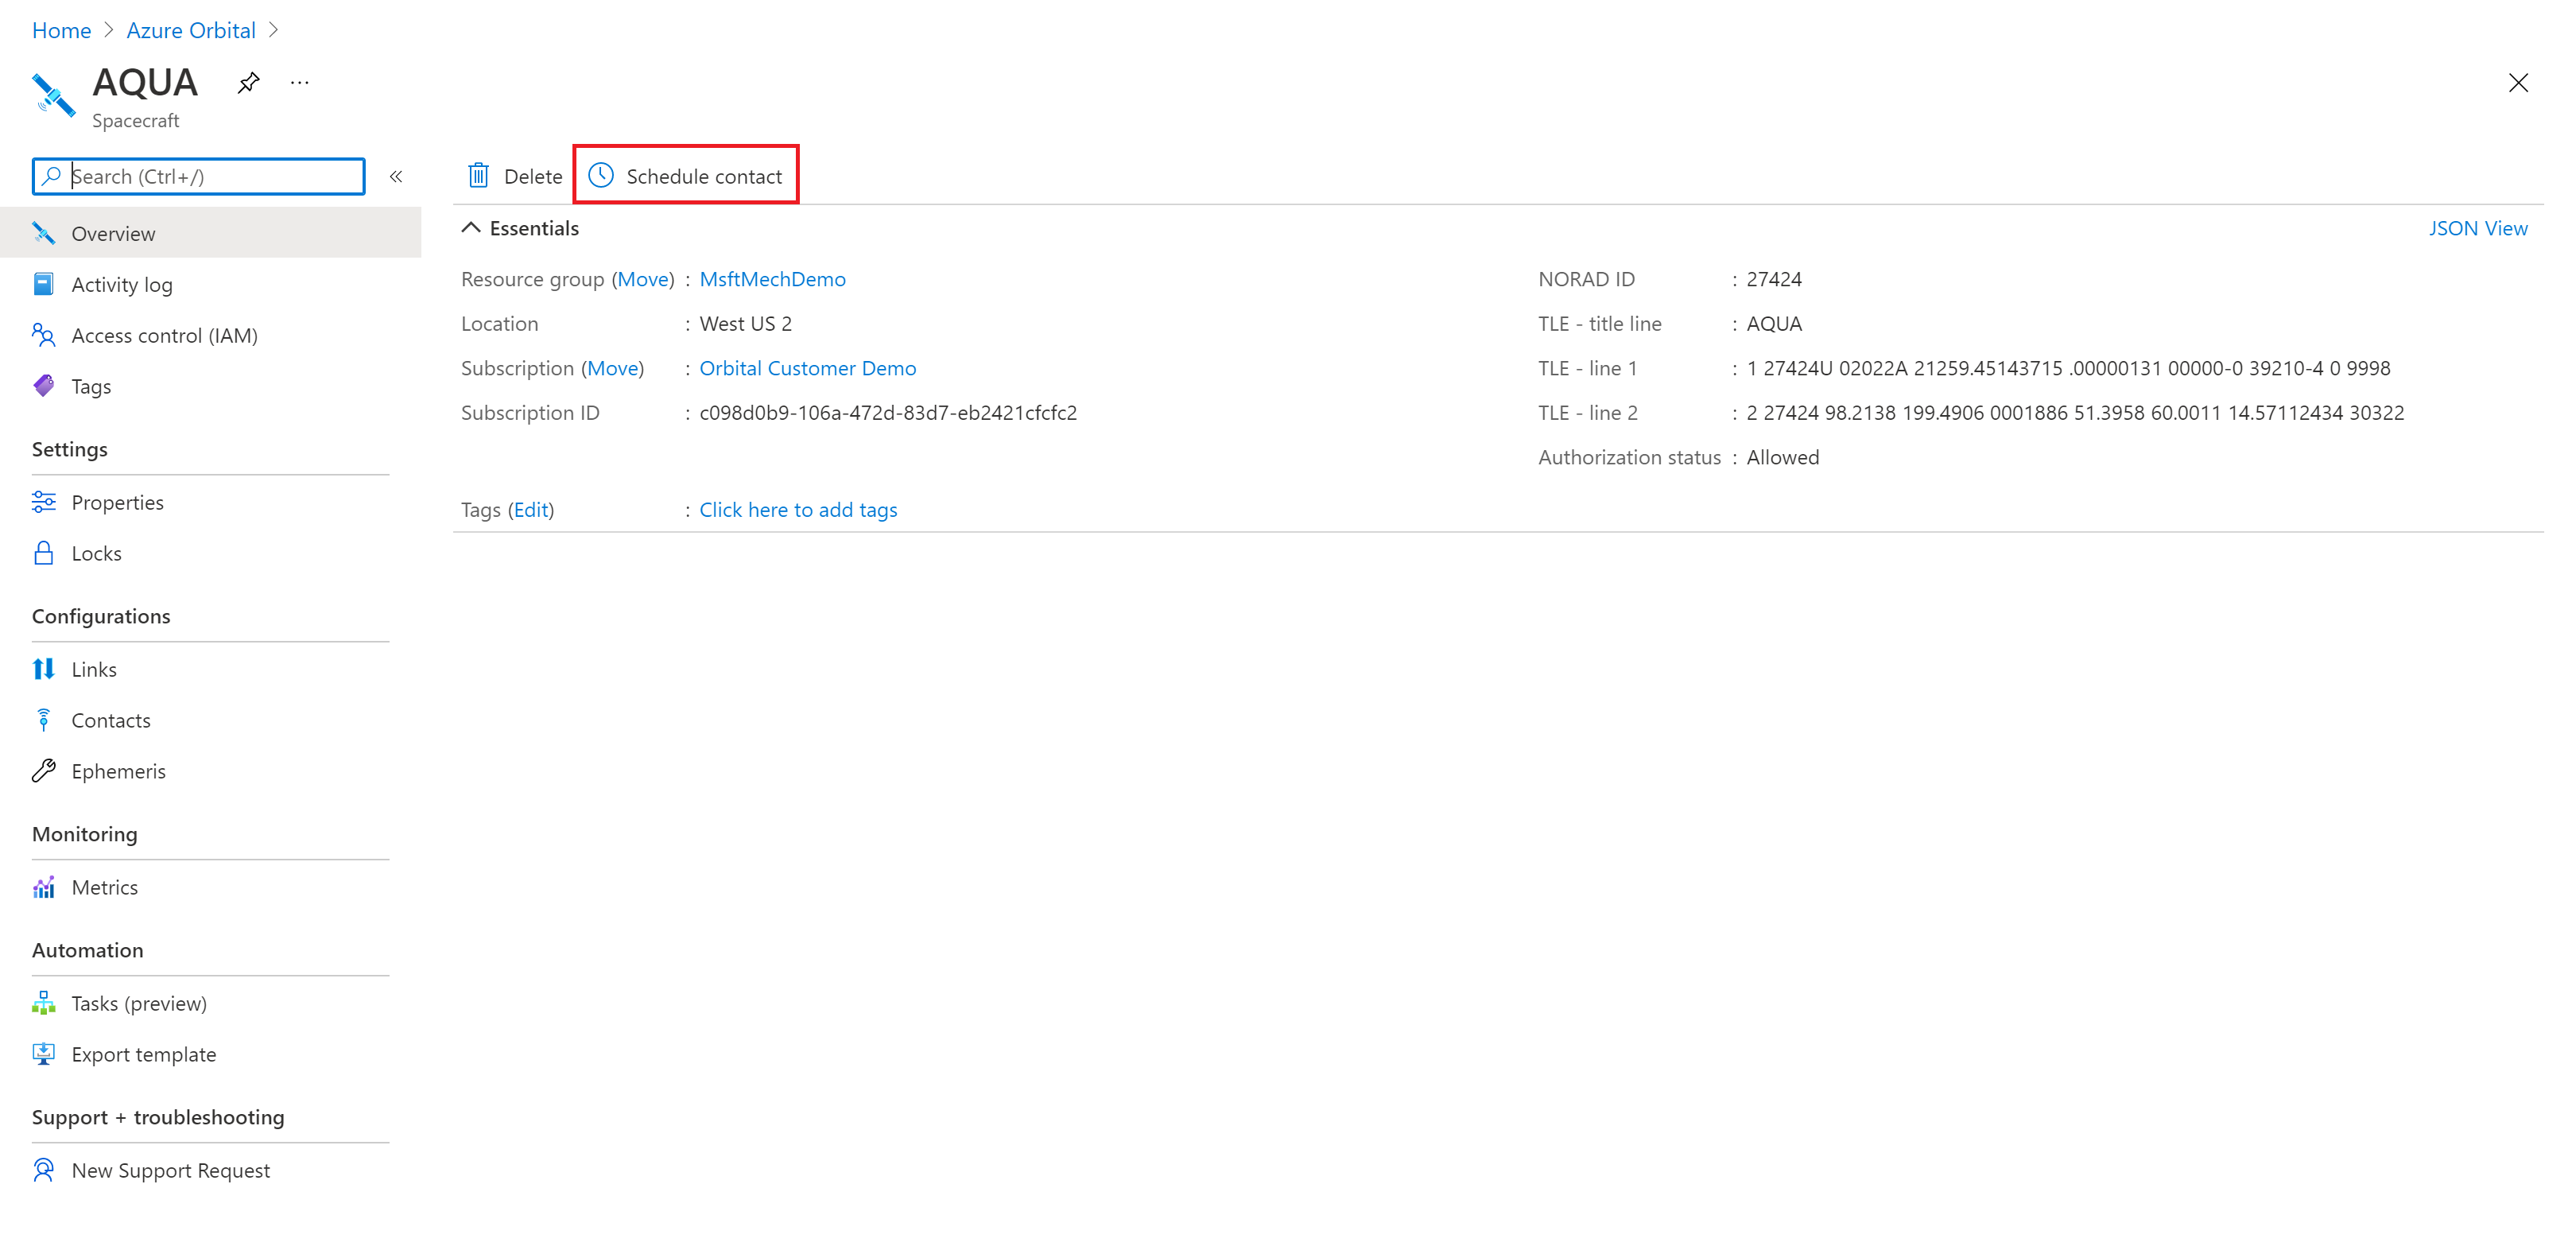 Home > Azure Orbital >
AQUA
Spacecraft
Search (Ctrl+/)
Delete
Schedule contact
Overview
Activity log
Access control (IAM)
Tags
Settings
Properties
Locks
Configurations
Links
Contacts
Ephemeris
Monitoring
Metrics
Automation
Tasks (preview)
Export template
Support + troubleshooting
New Support Request
Essentials
JSON View
Resource group (Move) : MsftMechDemo
Location : West US 2
Subscription (Move) : Orbital Customer Demo
Subscription ID : c098d0b9-106a-472d-83d7-eb2421cfcfc2
Tags (Edit) : Click here to add tags
NORAD ID : 27424
TLE - title line : AQUA
TLE - line 1 : 1 27424U 02022A 21259.45143715 .00000131 00000-0 39210-4 0 9998
TLE - line 2 : 2 27424 98.2138 199.4906 0001886 51.3958 60.0011 14.57112434 30322
Authorization status : Allowed